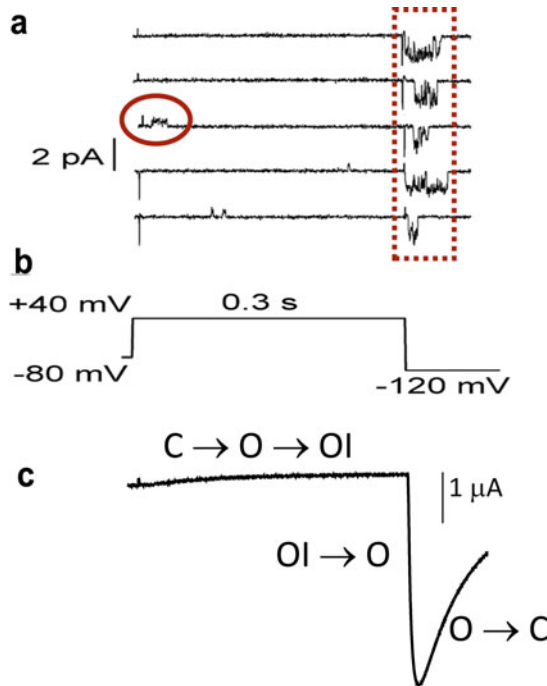 a
2 pA
b
+40 mV
0.3 s
-80 mV
-120 mV
C → O → OI
c
1 μA
OI → O
O → C